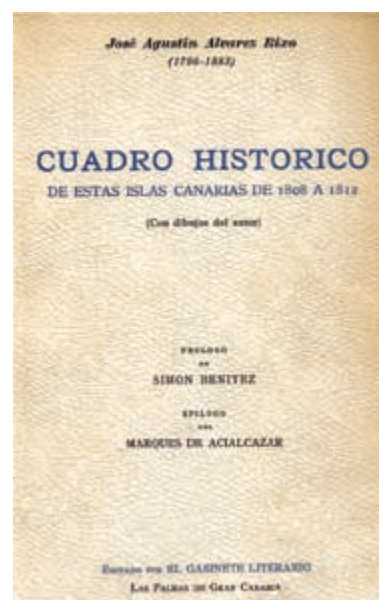 José Agustín Alvarez Rixo
(1796-1883)
CUADRO HISTORICO
DE ESTAS ISLAS CANARIAS DE 1808 A 1812
(Con dibujos del autor)
PROLOGO
DE
SIMON BENITEZ
EPILOGO
DEL
MARQUES DE ACIALCAZAR
Editado por EL GABINETE LITERARIO
Las Palmas de Gran Canaria